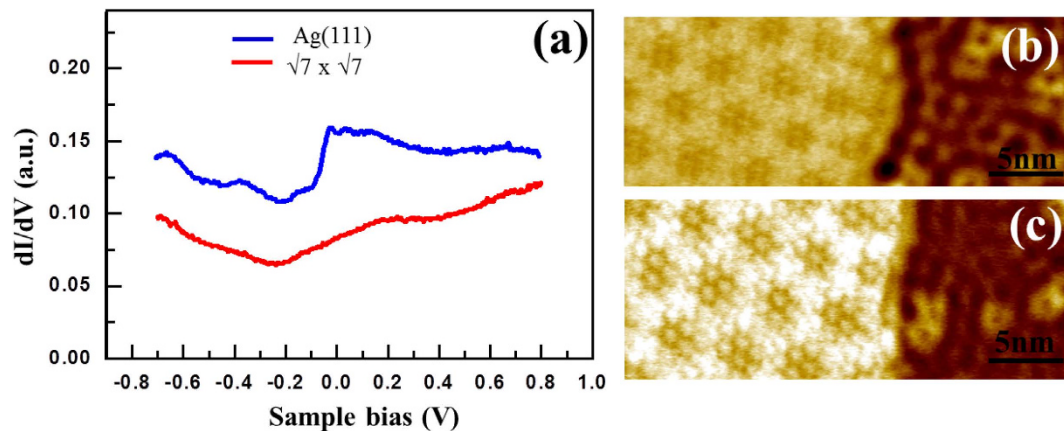 (a)
Ag(111)
√7 x √7
dI/dV (a.u.)
0.20
0.15
0.10
0.05
0.00
-0.8 -0.6 -0.4 -0.2 0.0 0.2 0.4 0.6 0.8 1.0
Sample bias (V)
(b)
5nm
(c)
5nm